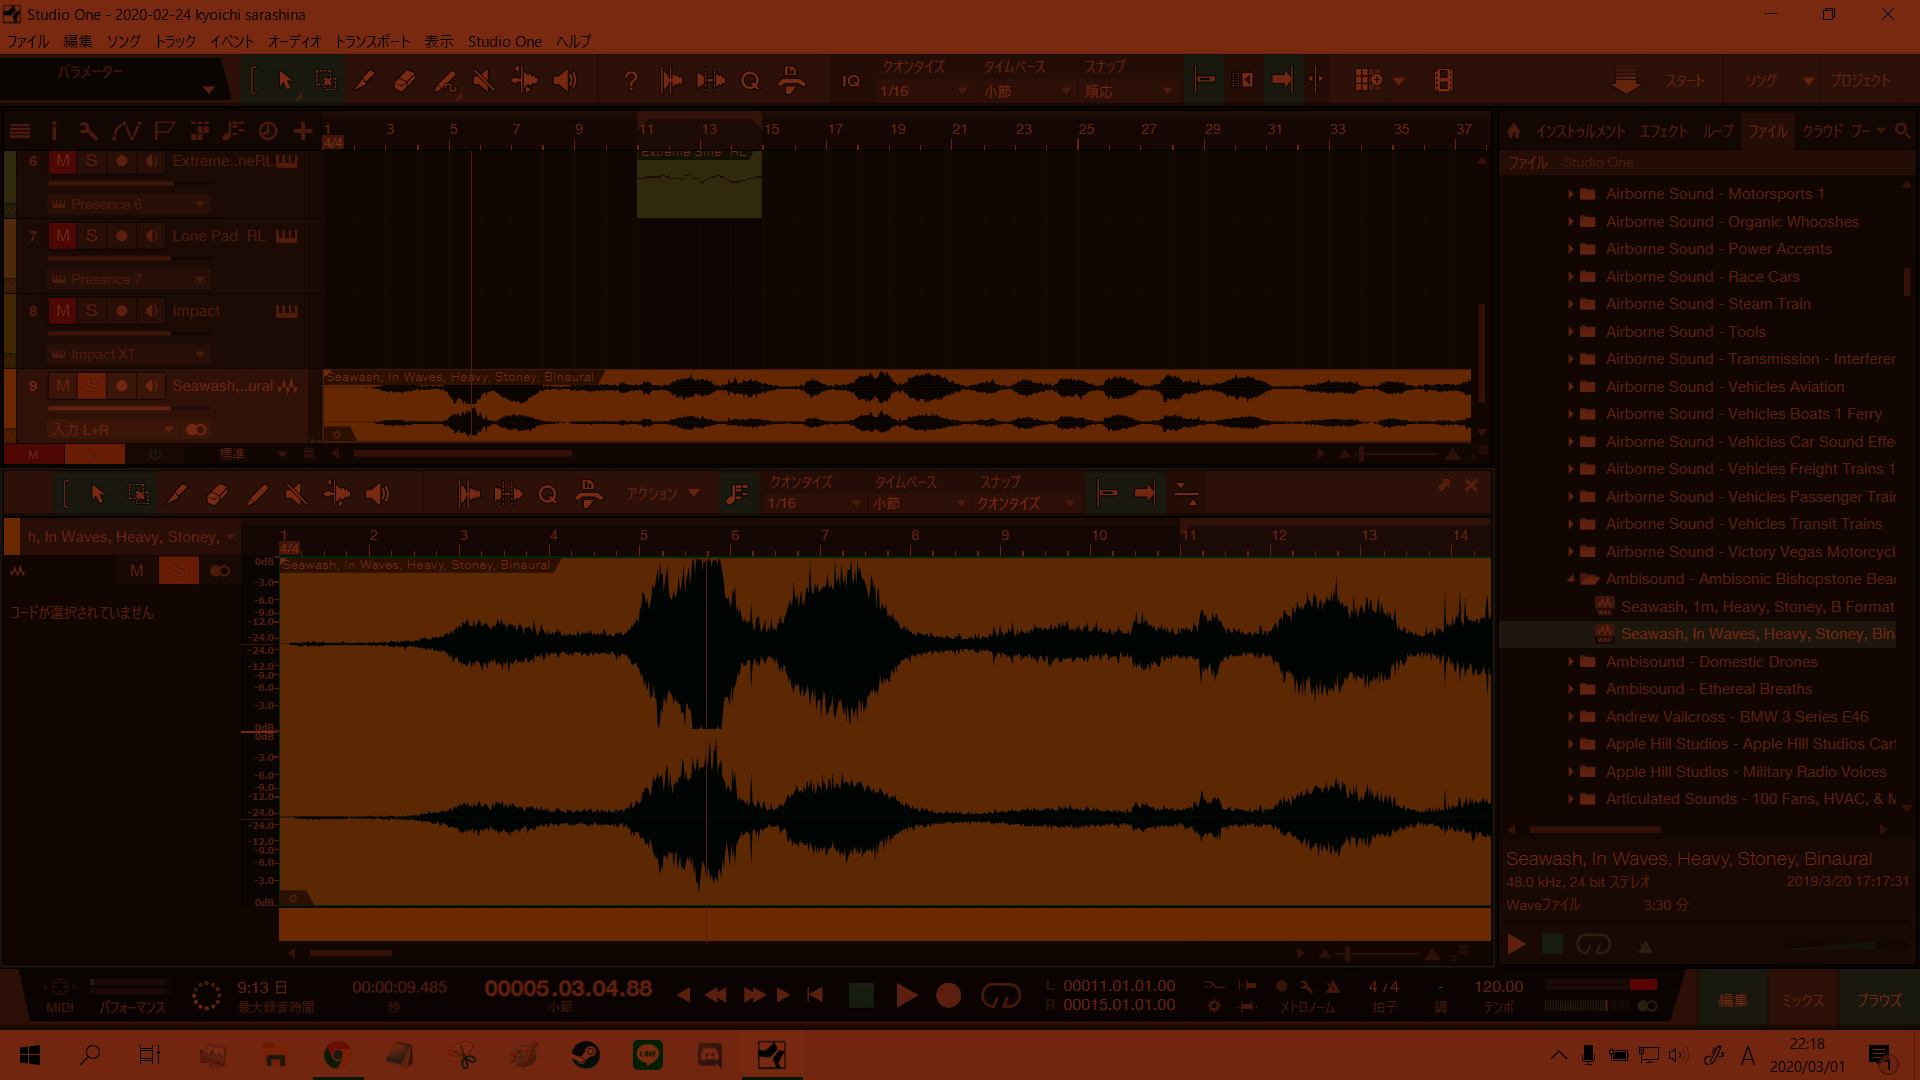 Studio One - 2020-02-24 kyoichi sarashina
ファイル 編集 ソング トラック イベント オーディオ トランスポート 表示 Studio One ヘルプ
パラメーター
IQ
クオンタイズ タイムベース スナップ
1/16 小節 順応
スタート ソング プロジェクト
1 3 5 7 9 11 13 15 17 19 21 23 25 27 29 31 33 35 37
4/4
6 M S Extreme..neRL
Presence 6
Extreme Sine RL
7 M S Lone Pad RL
Presence 7
8 M S Impact
Impact XT
9 M S Seawash,..ural
入力 L+R
Seawash, In Waves, Heavy, Stoney, Binaural
M S 標準
アクション
クオンタイズ タイムベース スナップ
1/16 小節 クオンタイズ
h, In Waves, Heavy, Stoney,
1 2 3 4 5 6 7 8 9 10 11 12 13 14
4/4
M S
コードが選択されていません
Seawash, In Waves, Heavy, Stoney, Binaural
0dB
-3.0
-6.0
-9.0
-12.0
-24.0
-24.0
-12.0
-9.0
-6.0
-3.0
0dB
0dB
-3.0
-6.0
-9.0
-12.0
-24.0
-24.0
-12.0
-9.0
-6.0
-3.0
0dB
インストゥルメント エフェクト ループ ファイル クラウド プー
ファイル Studio One
Airborne Sound - Motorsports 1
Airborne Sound - Organic Whooshes
Airborne Sound - Power Accents
Airborne Sound - Race Cars
Airborne Sound - Steam Train
Airborne Sound - Tools
Airborne Sound - Transmission - Interferer
Airborne Sound - Vehicles Aviation
Airborne Sound - Vehicles Boats 1 Ferry
Airborne Sound - Vehicles Car Sound Effe
Airborne Sound - Vehicles Freight Trains 1
Airborne Sound - Vehicles Passenger Trair
Airborne Sound - Vehicles Transit Trains
Airborne Sound - Victory Vegas Motorcycl
Ambisound - Ambisonic Bishopstone Bead
Seawash, 1m, Heavy, Stoney, B Format
Seawash, In Waves, Heavy, Stoney, Bin
Ambisound - Domestic Drones
Ambisound - Ethereal Breaths
Andrew Vailcross - BMW 3 Series E46
Apple Hill Studios - Apple Hill Studios Cart
Apple Hill Studios - Military Radio Voices
Articulated Sounds - 100 Fans, HVAC, & M
Seawash, In Waves, Heavy, Stoney, Binaural
48.0 kHz, 24 bit ステレオ 2019/3/20 17:17:31
Waveファイル 3:30 分
MIDI
パフォーマンス
9:13 日
最大録音時間
00:00:09.485
秒
00005.03.04.88
小節
L 00011.01.01.00
R 00015.01.01.00
メトロノーム
4 / 4
拍子
-
調
120.00
テンポ
編集 ミックス ブラウズ
LINE
A
22:18
2020/03/01
1